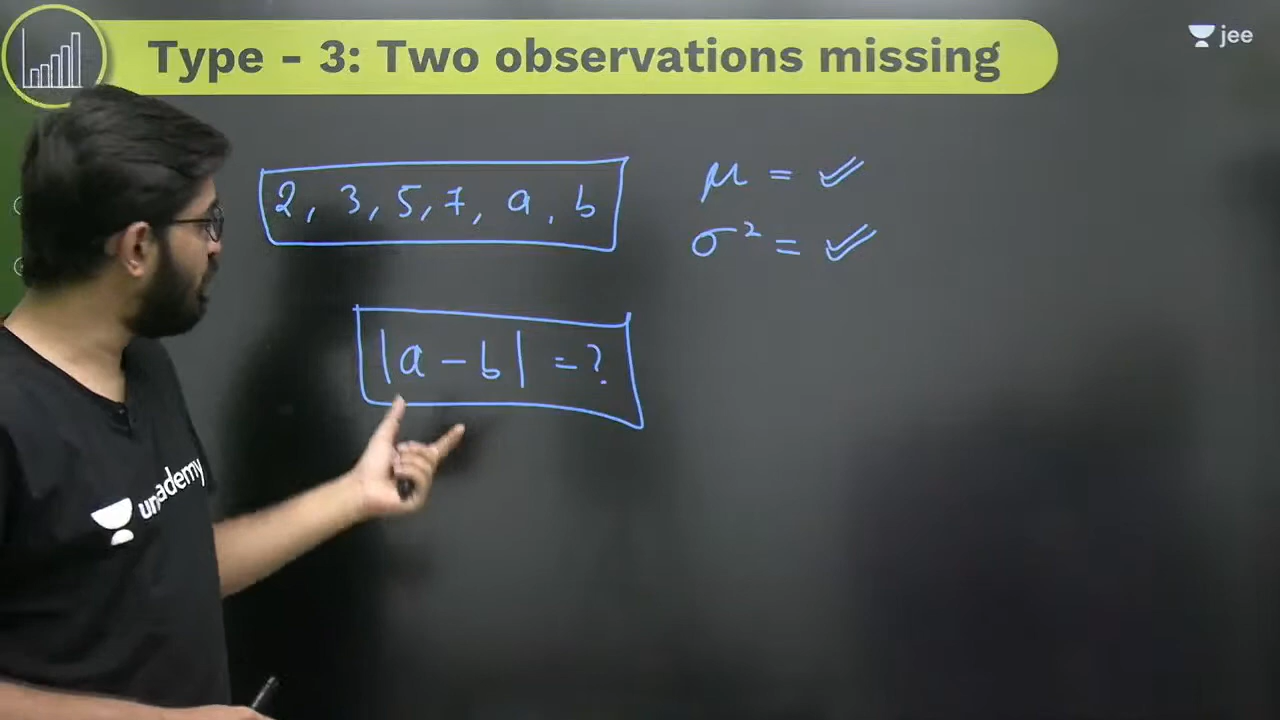 Type - 3: Two observations missing
jee
2, 3, 5, 7, a, b
μ = ✓
σ² = ✓
|a - b| = ?
unacademy